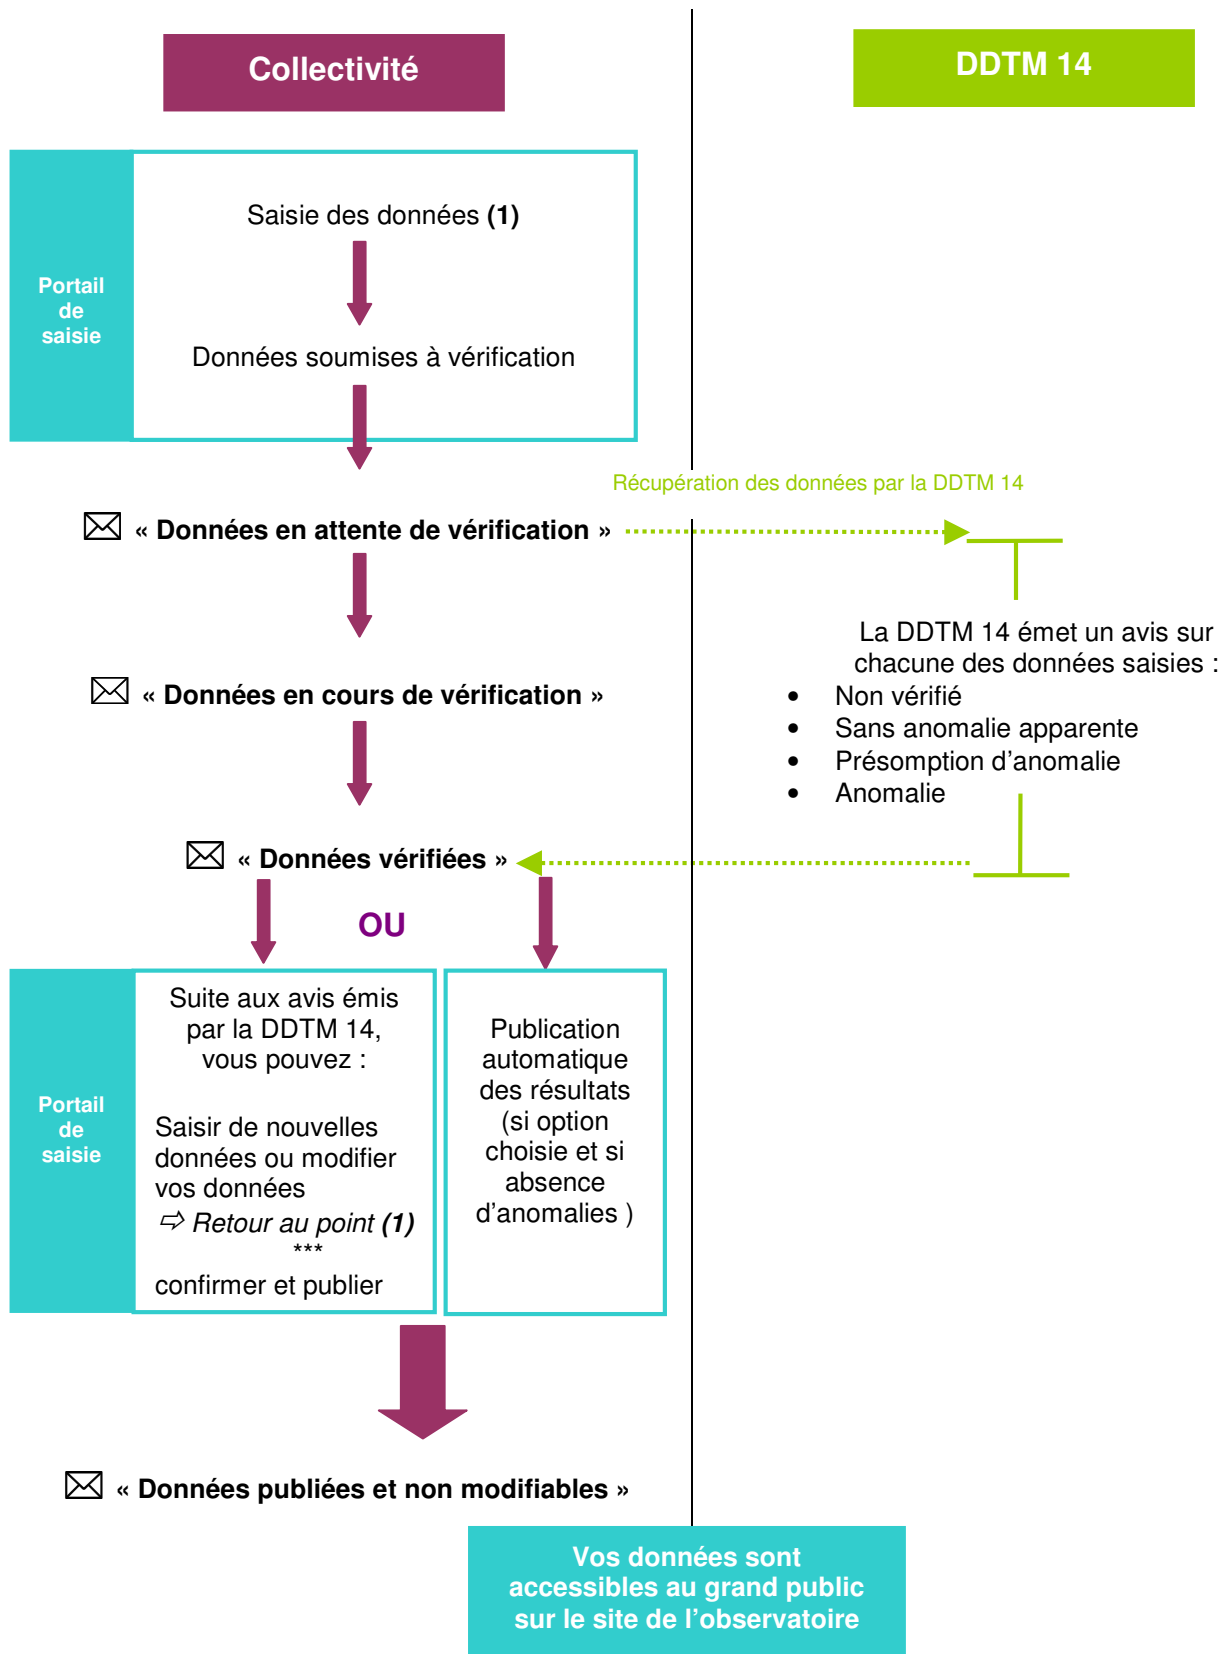 Collectivité
DDTM 14
Portail
de
saisie
Saisie des données (1)
Données soumises à vérification
Récupération des données par la DDTM 14
« Données en attente de vérification »
La DDTM 14 émet un avis sur
chacune des données saisies :
• Non vérifié
• Sans anomalie apparente
• Présomption d'anomalie
• Anomalie
« Données en cours de vérification »
« Données vérifiées »
OU
Portail
de
saisie
Suite aux avis émis
par la DDTM 14,
vous pouvez :
Saisir de nouvelles
données ou modifier
vos données
⇨ Retour au point (1)
***
confirmer et publier
Publication
automatique
des résultats
(si option
choisie et si
absence
d'anomalies )
« Données publiées et non modifiables »
Vos données sont
accessibles au grand public
sur le site de l'observatoire